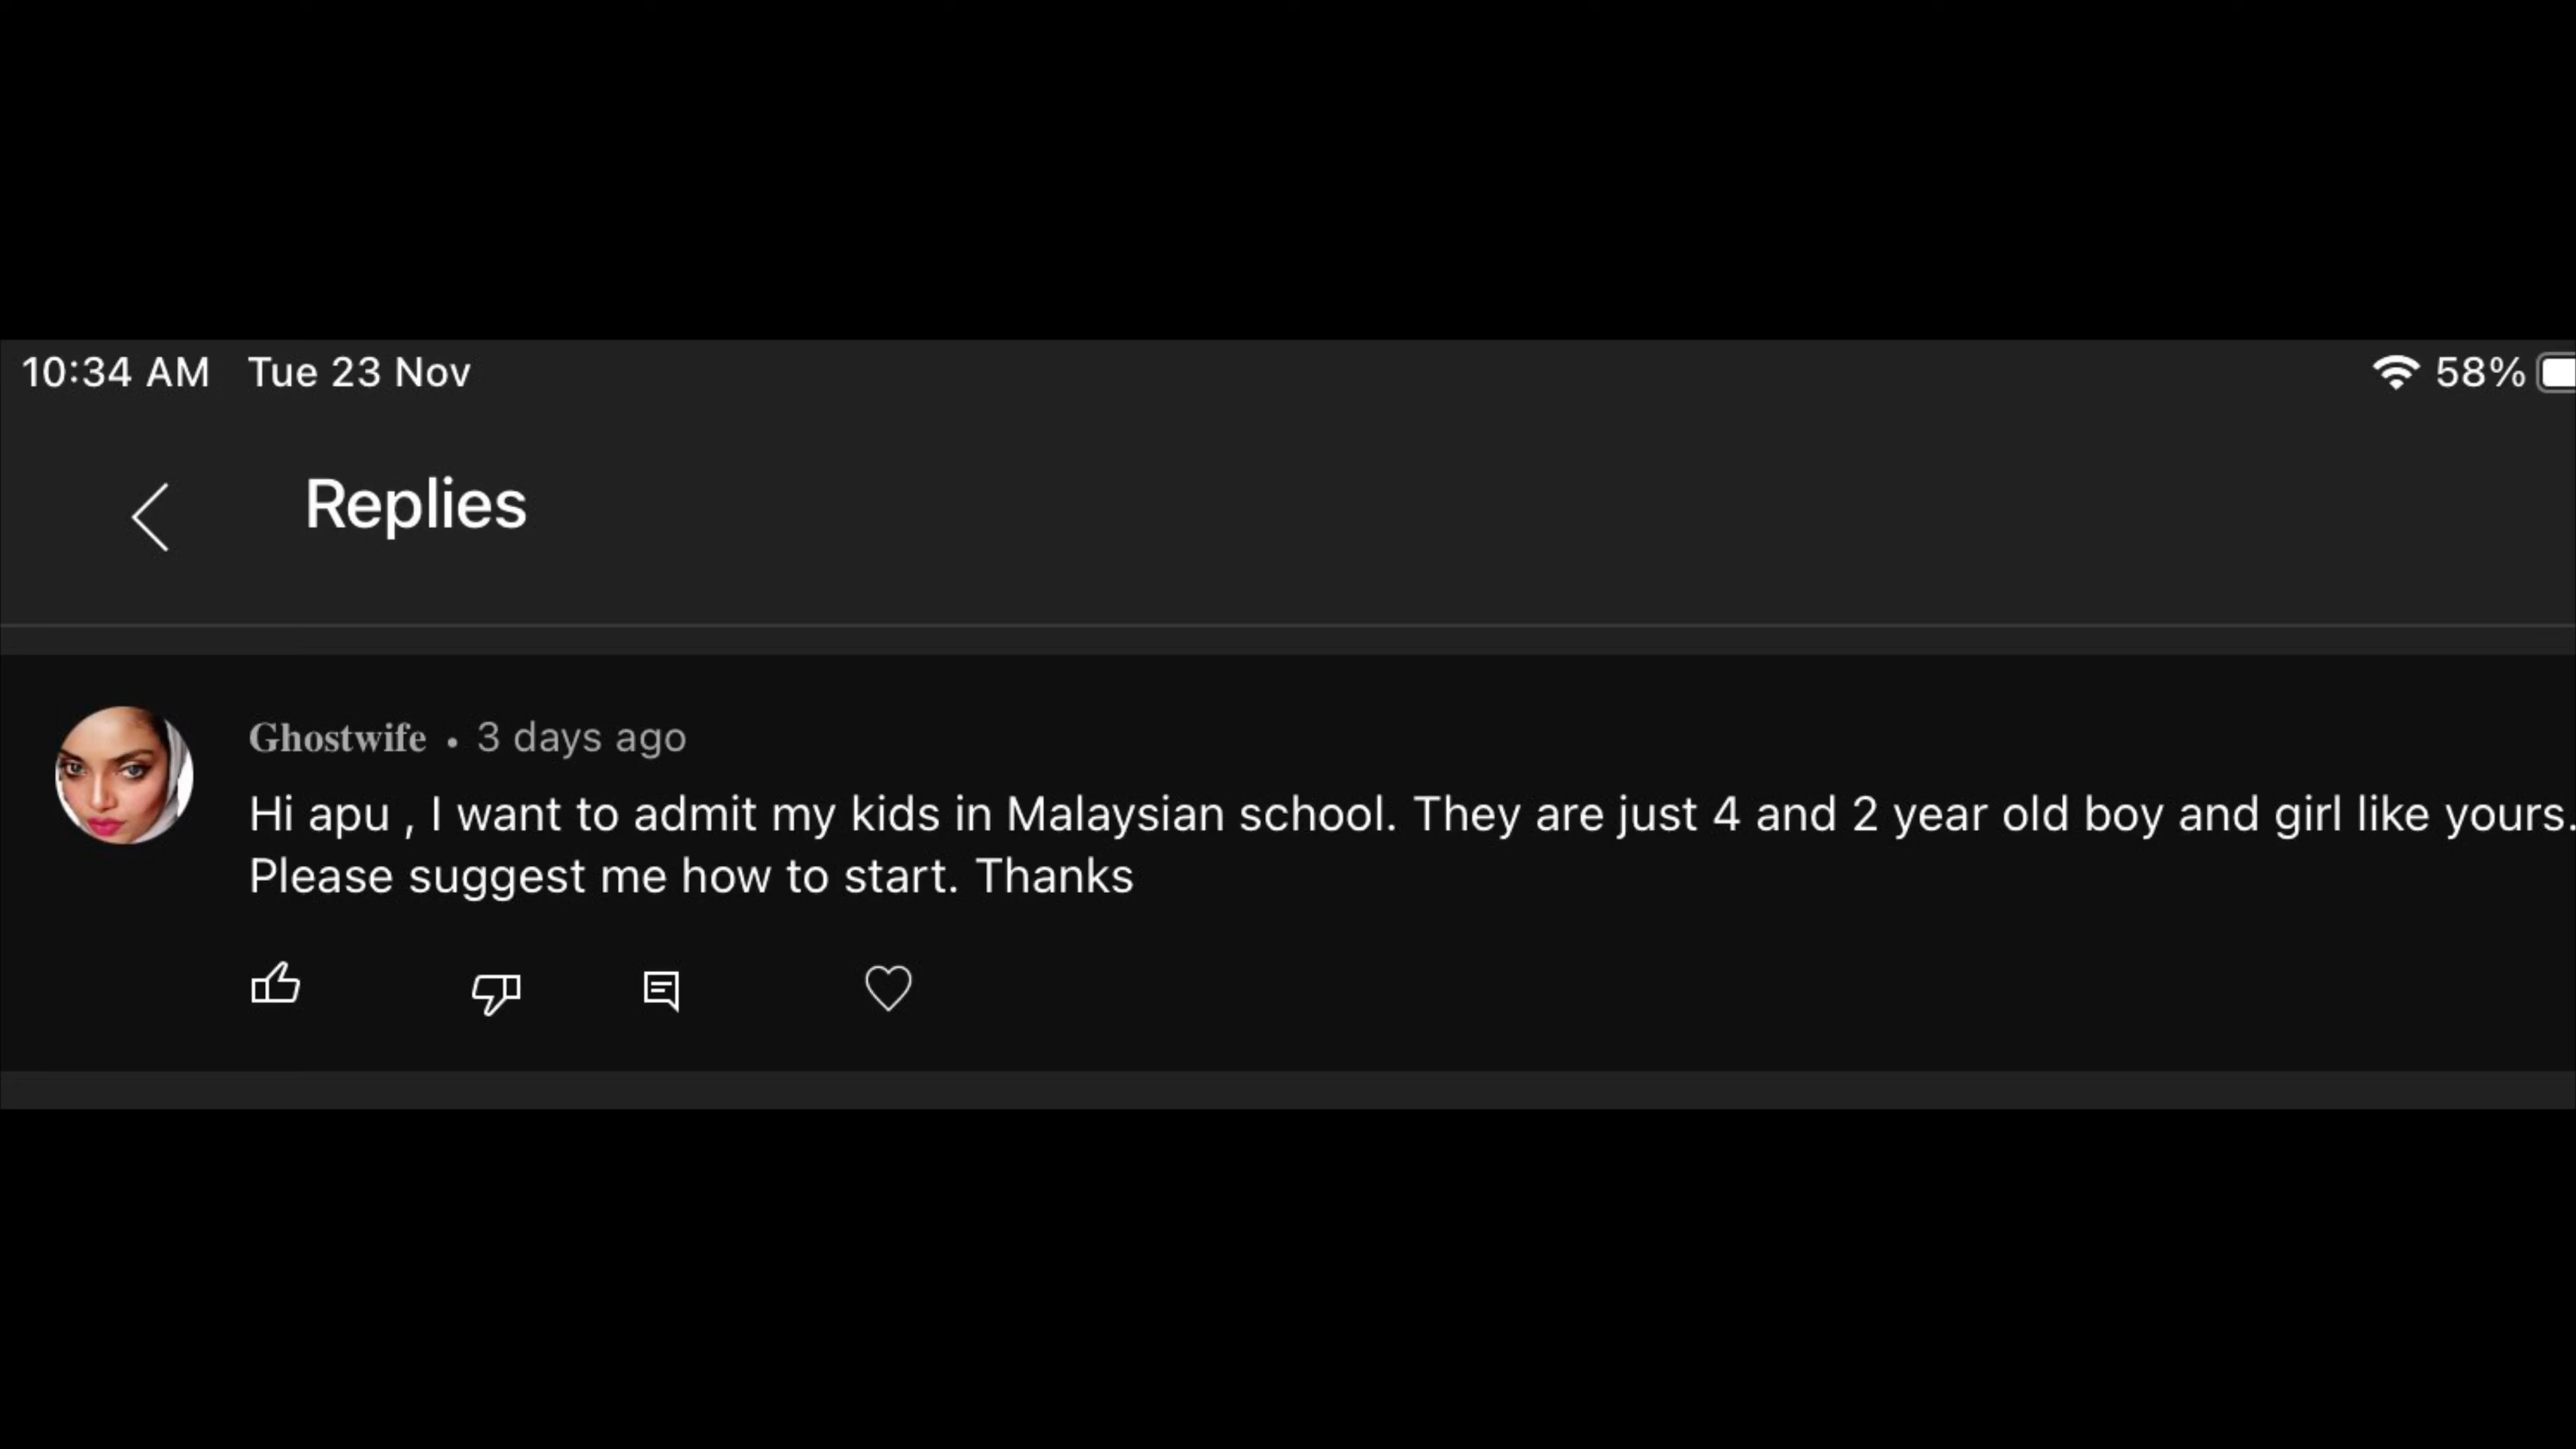 10:34 AM Tue 23 Nov 58%
Replies
Ghostwife • 3 days ago
Hi apu , I want to admit my kids in Malaysian school. They are just 4 and 2 year old boy and girl like yours.
Please suggest me how to start. Thanks